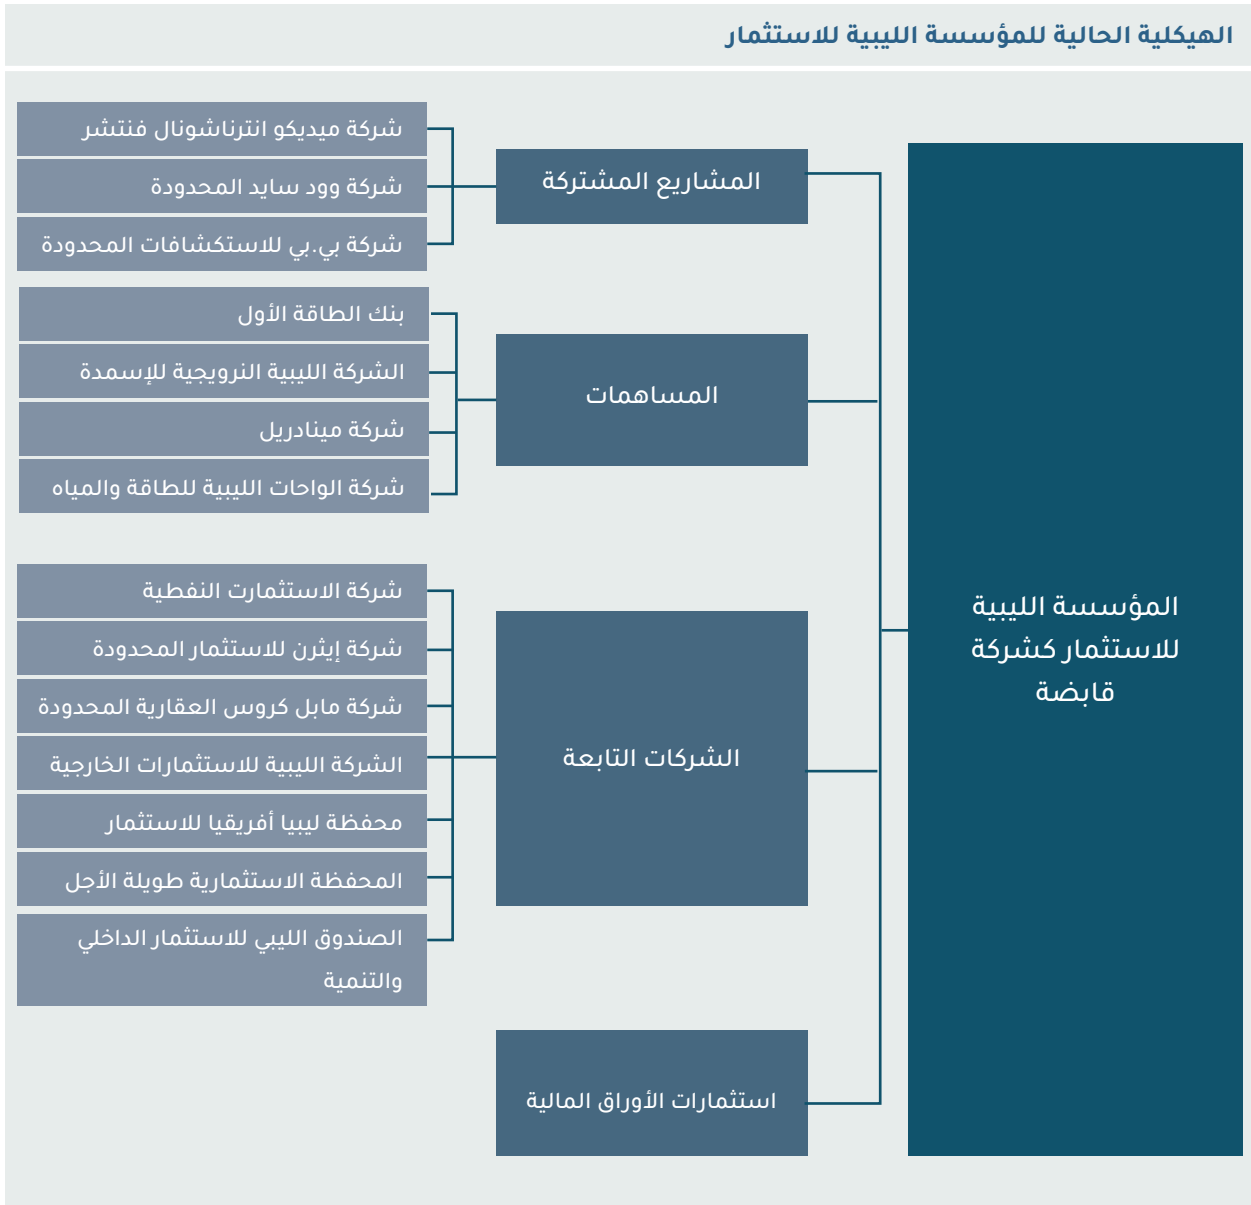 الهيكلية الحالية للمؤسسة الليبية للاستثمار
المؤسسة الليبية
للاستثمار كشركة
قابضة
المشاريع المشتركة
شركة ميديكو انترناشونال فنتشر
شركة وود سايد المحدودة
شركة بي.بي للاستكشافات المحدودة
المساهمات
بنك الطاقة الأول
الشركة الليبية النرويجية للإسمدة
شركة مينادريل
شركة الواحات الليبية للطاقة والمياه
الشركات التابعة
شركة الاستثمارت النفطية
شركة إيثرن للاستثمار المحدودة
شركة مابل كروس العقارية المحدودة
الشركة الليبية للاستثمارات الخارجية
محفظة ليبيا أفريقيا للاستثمار
المحفظة الاستثمارية طويلة الأجل
الصندوق الليبي للاستثمار الداخلي
والتنمية
استثمارات الأوراق المالية